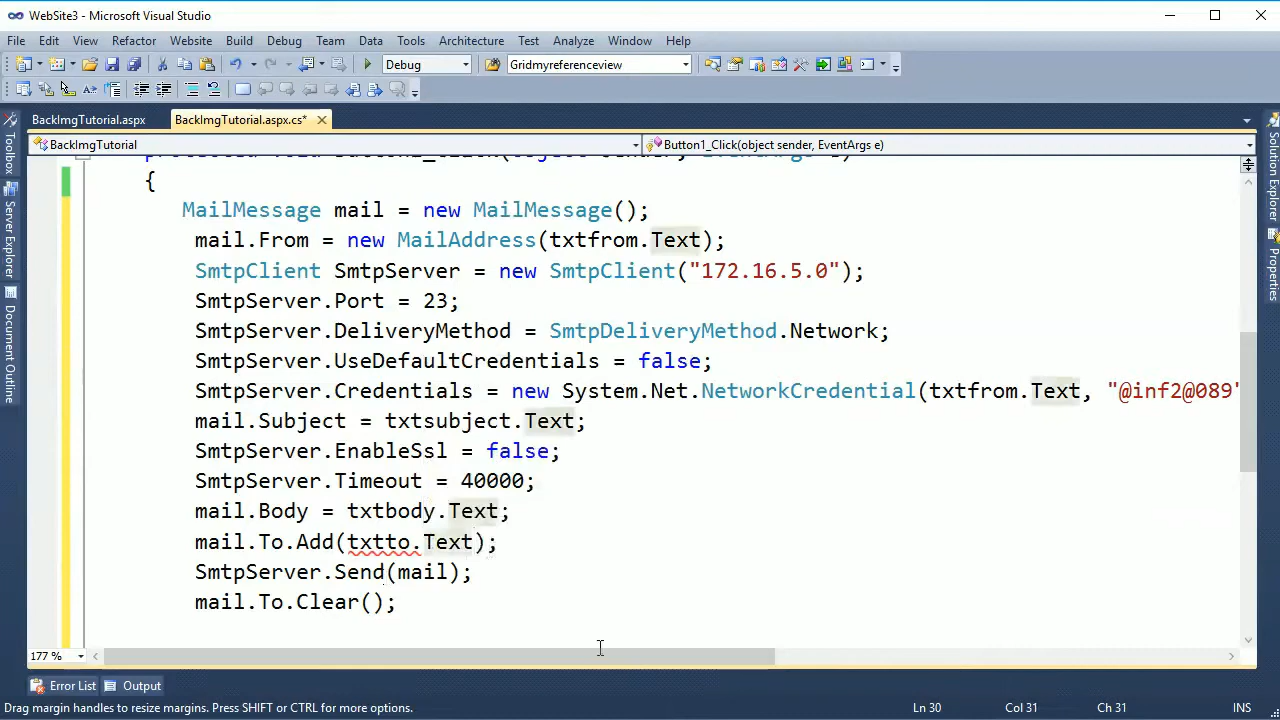 WebSite3 - Microsoft Visual Studio
File Edit View Refactor Website Build Debug Team Data Tools Architecture Test Analyze Window Help
Debug Gridmyreferenceview
BackImgTutorial.aspx BackImgTutorial.aspx.cs*
BackImgTutorial Button1_Click(object sender, EventArgs e)
Toolbox
Server Explorer
Document Outline
Solution Explorer
Properties
{
MailMessage mail = new MailMessage();
mail.From = new MailAddress(txtfrom.Text);
SmtpClient SmtpServer = new SmtpClient("172.16.5.0");
SmtpServer.Port = 23;
SmtpServer.DeliveryMethod = SmtpDeliveryMethod.Network;
SmtpServer.UseDefaultCredentials = false;
SmtpServer.Credentials = new System.Net.NetworkCredential(txtfrom.Text, "@inf2@089"
mail.Subject = txtsubject.Text;
SmtpServer.EnableSsl = false;
SmtpServer.Timeout = 40000;
mail.Body = txtbody.Text;
mail.To.Add(txtto.Text);
SmtpServer.Send(mail);
mail.To.Clear();
177 %
Error List Output
Drag margin handles to resize margins. Press SHIFT or CTRL for more options. Ln 30 Col 31 Ch 31 INS